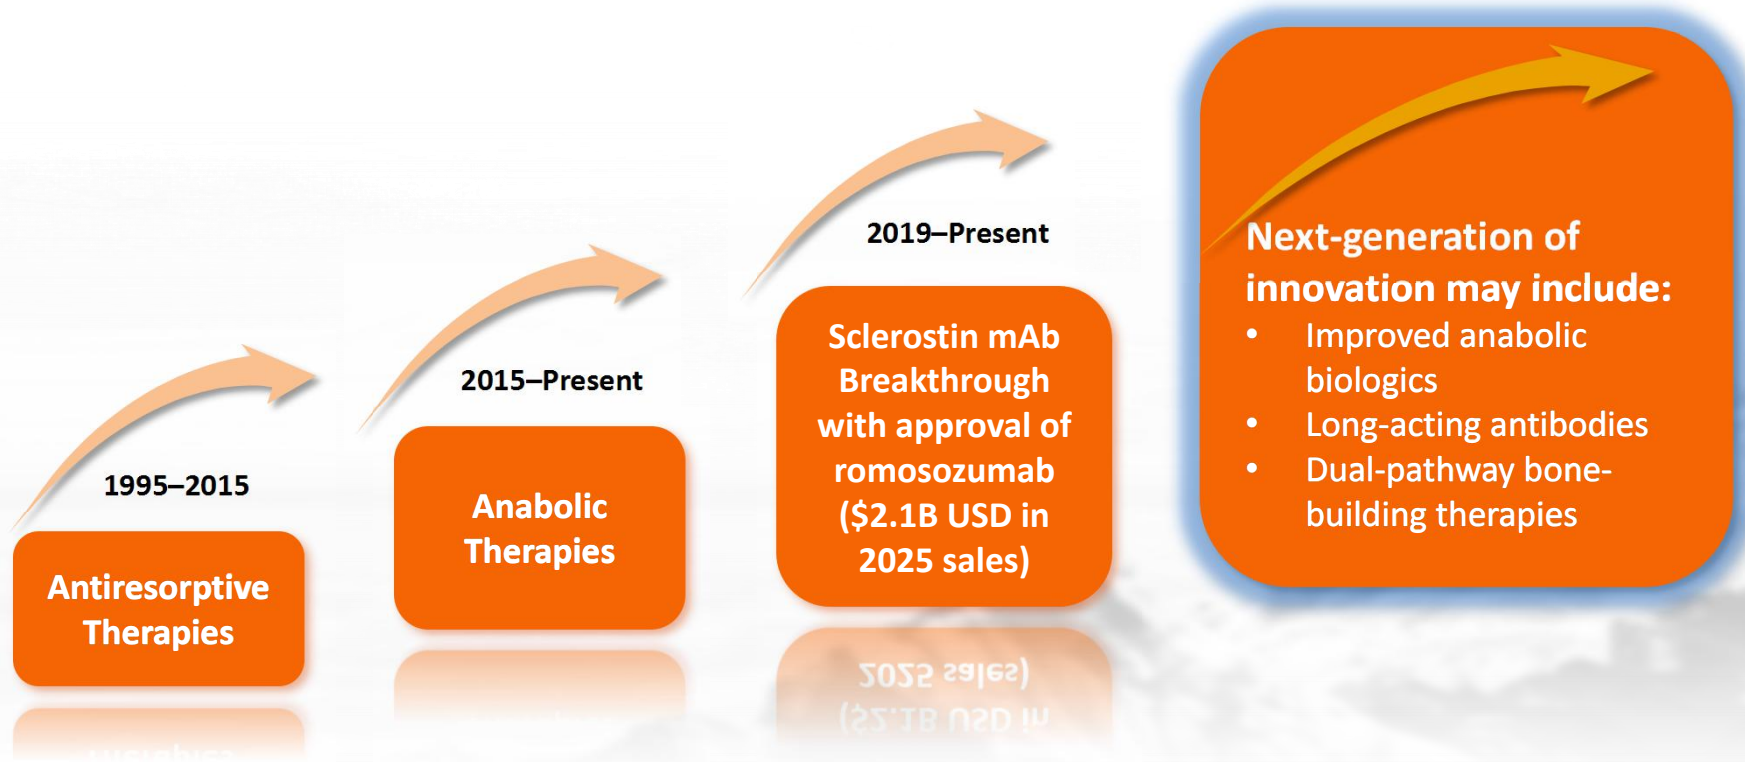 1995–2015
Antiresorptive
Therapies
2015–Present
Anabolic
Therapies
2019–Present
Sclerostin mAb
Breakthrough
with approval of
romosozumab
($2.1B USD in
2025 sales)
Next-generation of
innovation may include:
• Improved anabolic
biologics
• Long-acting antibodies
• Dual-pathway bone-
building therapies